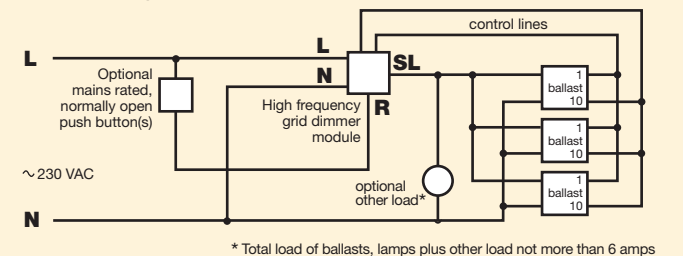 control lines
L
L
SL
N
R
Optional
mains rated,
normally open
push button(s)
High frequency
grid dimmer
module
1
ballast
10
1
ballast
10
1
ballast
10
~230 VAC
optional
other load*
N
* Total load of ballasts, lamps plus other load not more than 6 amps